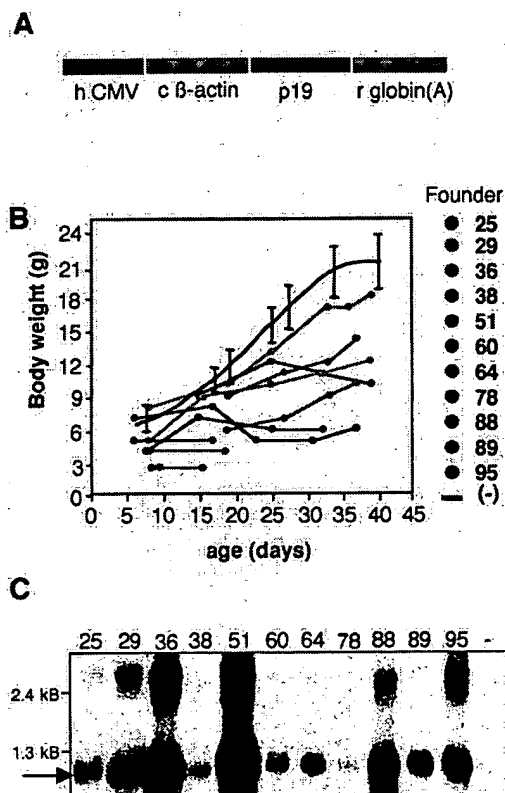 A
h CMV c ß-actin p19 r globin(A)
B
Founder
25
29
36
38
51
60
64
78
88
89
95
(-)
Body weight (g)
24
21
18
15
12
9
6
3
0
0 5 10 15 20 25 30 35 40 45
age (days)
C
25 29 36 38 51 60 64 78 88 89 95 -
2.4 kB
1.3 kB